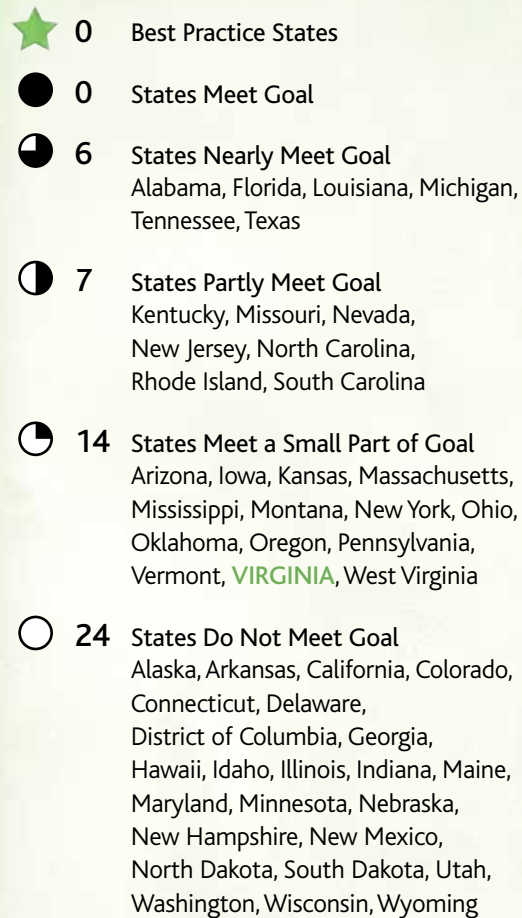 0 Best Practice States
0 States Meet Goal
6 States Nearly Meet Goal
Alabama, Florida, Louisiana, Michigan,
Tennessee, Texas
7 States Partly Meet Goal
Kentucky, Missouri, Nevada,
New Jersey, North Carolina,
Rhode Island, South Carolina
14 States Meet a Small Part of Goal
Arizona, Iowa, Kansas, Massachusetts,
Mississippi, Montana, New York, Ohio,
Oklahoma, Oregon, Pennsylvania,
Vermont, VIRGINIA, West Virginia
24 States Do Not Meet Goal
Alaska, Arkansas, California, Colorado,
Connecticut, Delaware,
District of Columbia, Georgia,
Hawaii, Idaho, Illinois, Indiana, Maine,
Maryland, Minnesota, Nebraska,
New Hampshire, New Mexico,
North Dakota, South Dakota, Utah,
Washington, Wisconsin, Wyoming